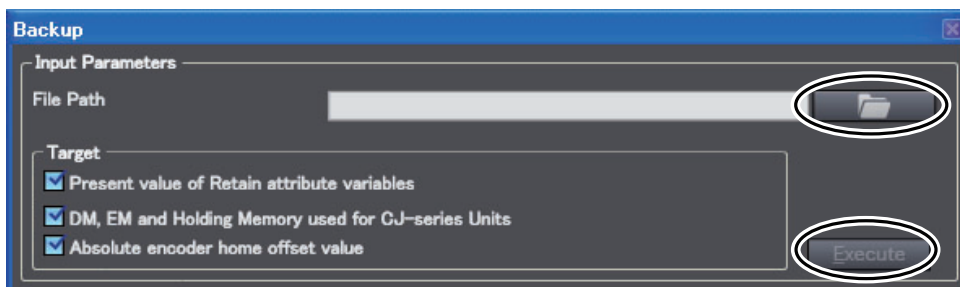 Backup
Input Parameters
File Path
Target
Present value of Retain attribute variables
DM, EM and Holding Memory used for CJ-series Units
Absolute encoder home offset value
Execute